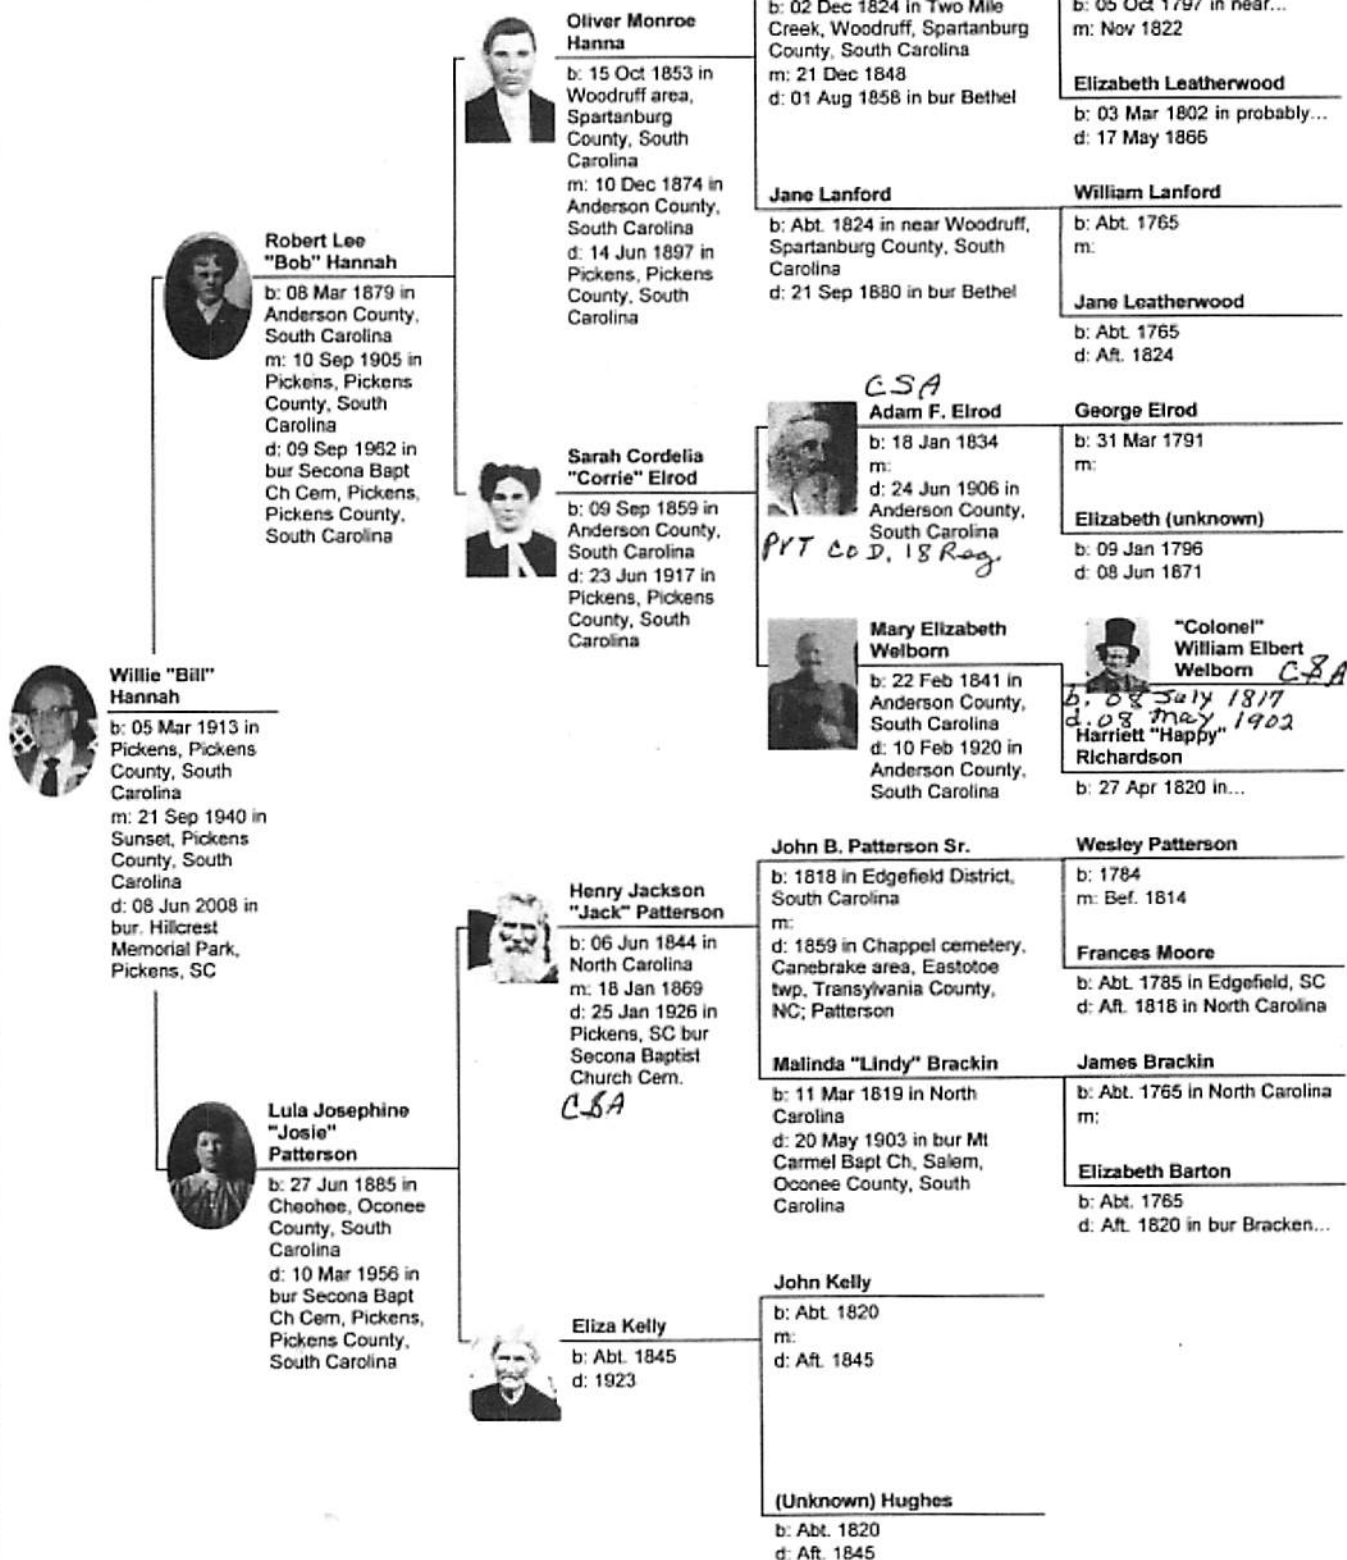 Oliver Monroe
Hanna
b: 15 Oct 1853 in
Woodruff area,
Spartanburg
County, South
Carolina
m: 10 Dec 1874 in
Anderson County,
South Carolina
d: 14 Jun 1897 in
Pickens, Pickens
County, South
Carolina
b: 02 Dec 1824 in Two Mile
Creek, Woodruff, Spartanburg
County, South Carolina
m: 21 Dec 1848
d: 01 Aug 1858 in bur Bethel
b: 05 Oct 1797 in near...
m: Nov 1822
Elizabeth Leatherwood
b: 03 Mar 1802 in probably...
d: 17 May 1866
Jane Lanford
b: Abt. 1824 in near Woodruff,
Spartanburg County, South
Carolina
d: 21 Sep 1880 in bur Bethel
William Lanford
b: Abt. 1765
m:
Jane Leatherwood
b: Abt. 1765
d: Aft. 1824
Robert Lee
"Bob" Hannah
b: 08 Mar 1879 in
Anderson County,
South Carolina
m: 10 Sep 1905 in
Pickens, Pickens
County, South
Carolina
d: 09 Sep 1962 in
bur Secona Bapt
Ch Cem, Pickens,
Pickens County,
South Carolina
Sarah Cordelia
"Corrie" Elrod
b: 09 Sep 1859 in
Anderson County,
South Carolina
d: 23 Jun 1917 in
Pickens, Pickens
County, South
Carolina
CSA
Adam F. Elrod
b: 18 Jan 1834
m:
d: 24 Jun 1906 in
Anderson County,
South Carolina
PVT CO D, 18 Reg.
George Elrod
b: 31 Mar 1791
m:
Elizabeth (unknown)
b: 09 Jan 1796
d: 08 Jun 1871
Mary Elizabeth
Welborn
b: 22 Feb 1841 in
Anderson County,
South Carolina
d: 10 Feb 1920 in
Anderson County,
South Carolina
"Colonel"
William Elbert
Welborn CSA
b. 08 July 1817
d. 08 may 1902
Harriett "Happy"
Richardson
b: 27 Apr 1820 in...
Willie "Bill"
Hannah
b: 05 Mar 1913 in
Pickens, Pickens
County, South
Carolina
m: 21 Sep 1940 in
Sunset, Pickens
County, South
Carolina
d: 08 Jun 2008 in
bur. Hillcrest
Memorial Park,
Pickens, SC
Henry Jackson
"Jack" Patterson
b: 06 Jun 1844 in
North Carolina
m: 18 Jan 1869
d: 25 Jan 1926 in
Pickens, SC bur
Secona Baptist
Church Cem.
CSA
John B. Patterson Sr.
b: 1818 in Edgefield District,
South Carolina
m:
d: 1859 in Chappel cemetery,
Canebrake area, Eastotoe
twp, Transylvania County,
NC; Patterson
Wesley Patterson
b: 1784
m: Bef. 1814
Frances Moore
b: Abt. 1785 in Edgefield, SC
d: Aft. 1818 in North Carolina
Malinda "Lindy" Brackin
b: 11 Mar 1819 in North
Carolina
d: 20 May 1903 in bur Mt
Carmel Bapt Ch, Salem,
Oconee County, South
Carolina
James Brackin
b: Abt. 1765 in North Carolina
m:
Elizabeth Barton
b: Abt. 1765
d: Aft. 1820 in bur Bracken...
Lula Josephine
"Josie"
Patterson
b: 27 Jun 1885 in
Cheohee, Oconee
County, South
Carolina
d: 10 Mar 1956 in
bur Secona Bapt
Ch Cem, Pickens,
Pickens County,
South Carolina
Eliza Kelly
b: Abt. 1845
d: 1923
John Kelly
b: Abt. 1820
m:
d: Aft. 1845
(Unknown) Hughes
b: Abt. 1820
d: Aft. 1845